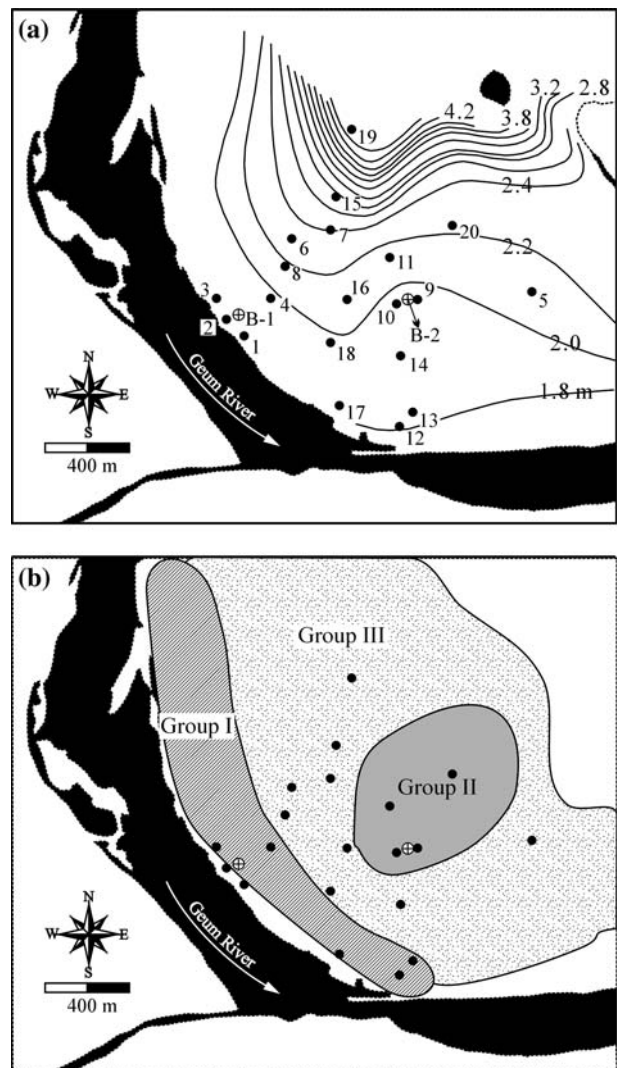 (a)
3.2 2.8
4.2
3.8
19
2.4
15
7
20
6
2.2
11
8
16
9
5
3
4
10
2
B-1
B-2
1
2.0
18
14
Geum River
N
W E
S
1.8 m
17
13
12
400 m
(b)
Group III
Group I
Group II
Geum River
N
W E
S
400 m